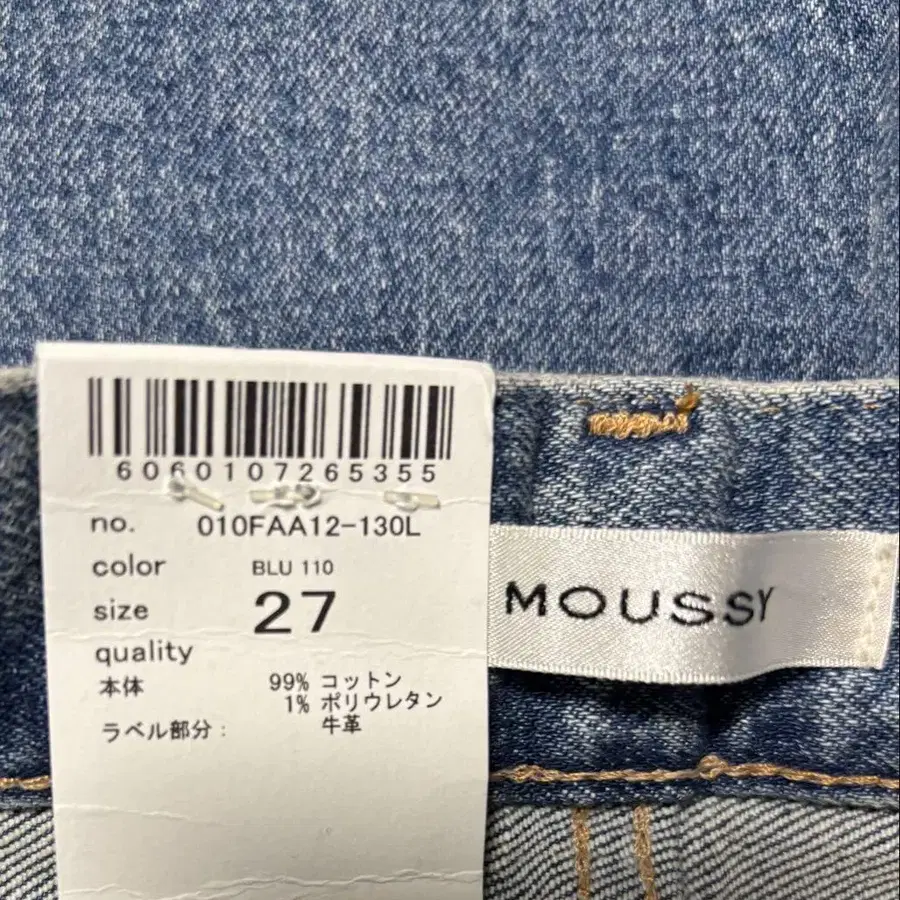 6060107265355
no. 010FAA12-130L
color BLU 110
size 27
quality
本体 99% コットン
1% ポリウレタン
ラベル部分: 牛革
MOUSSY